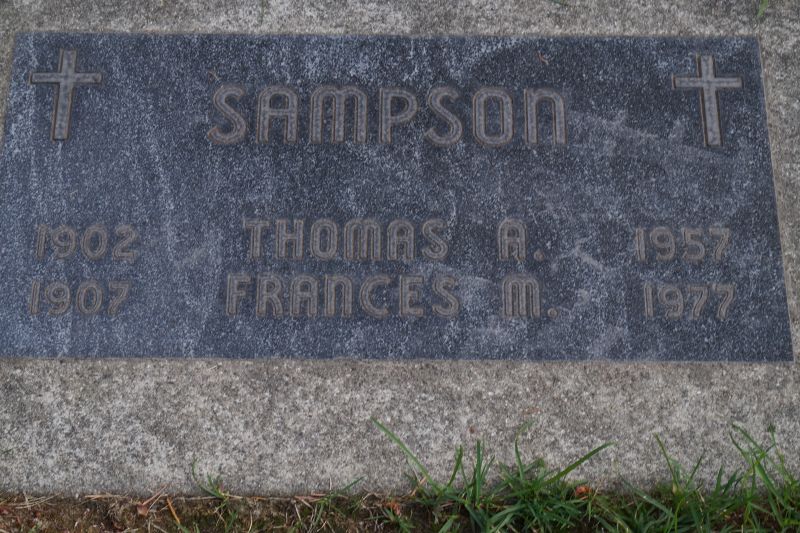 SAMPSON
1902 THOMAS A. 1957
1907 FRANCES M. 1977